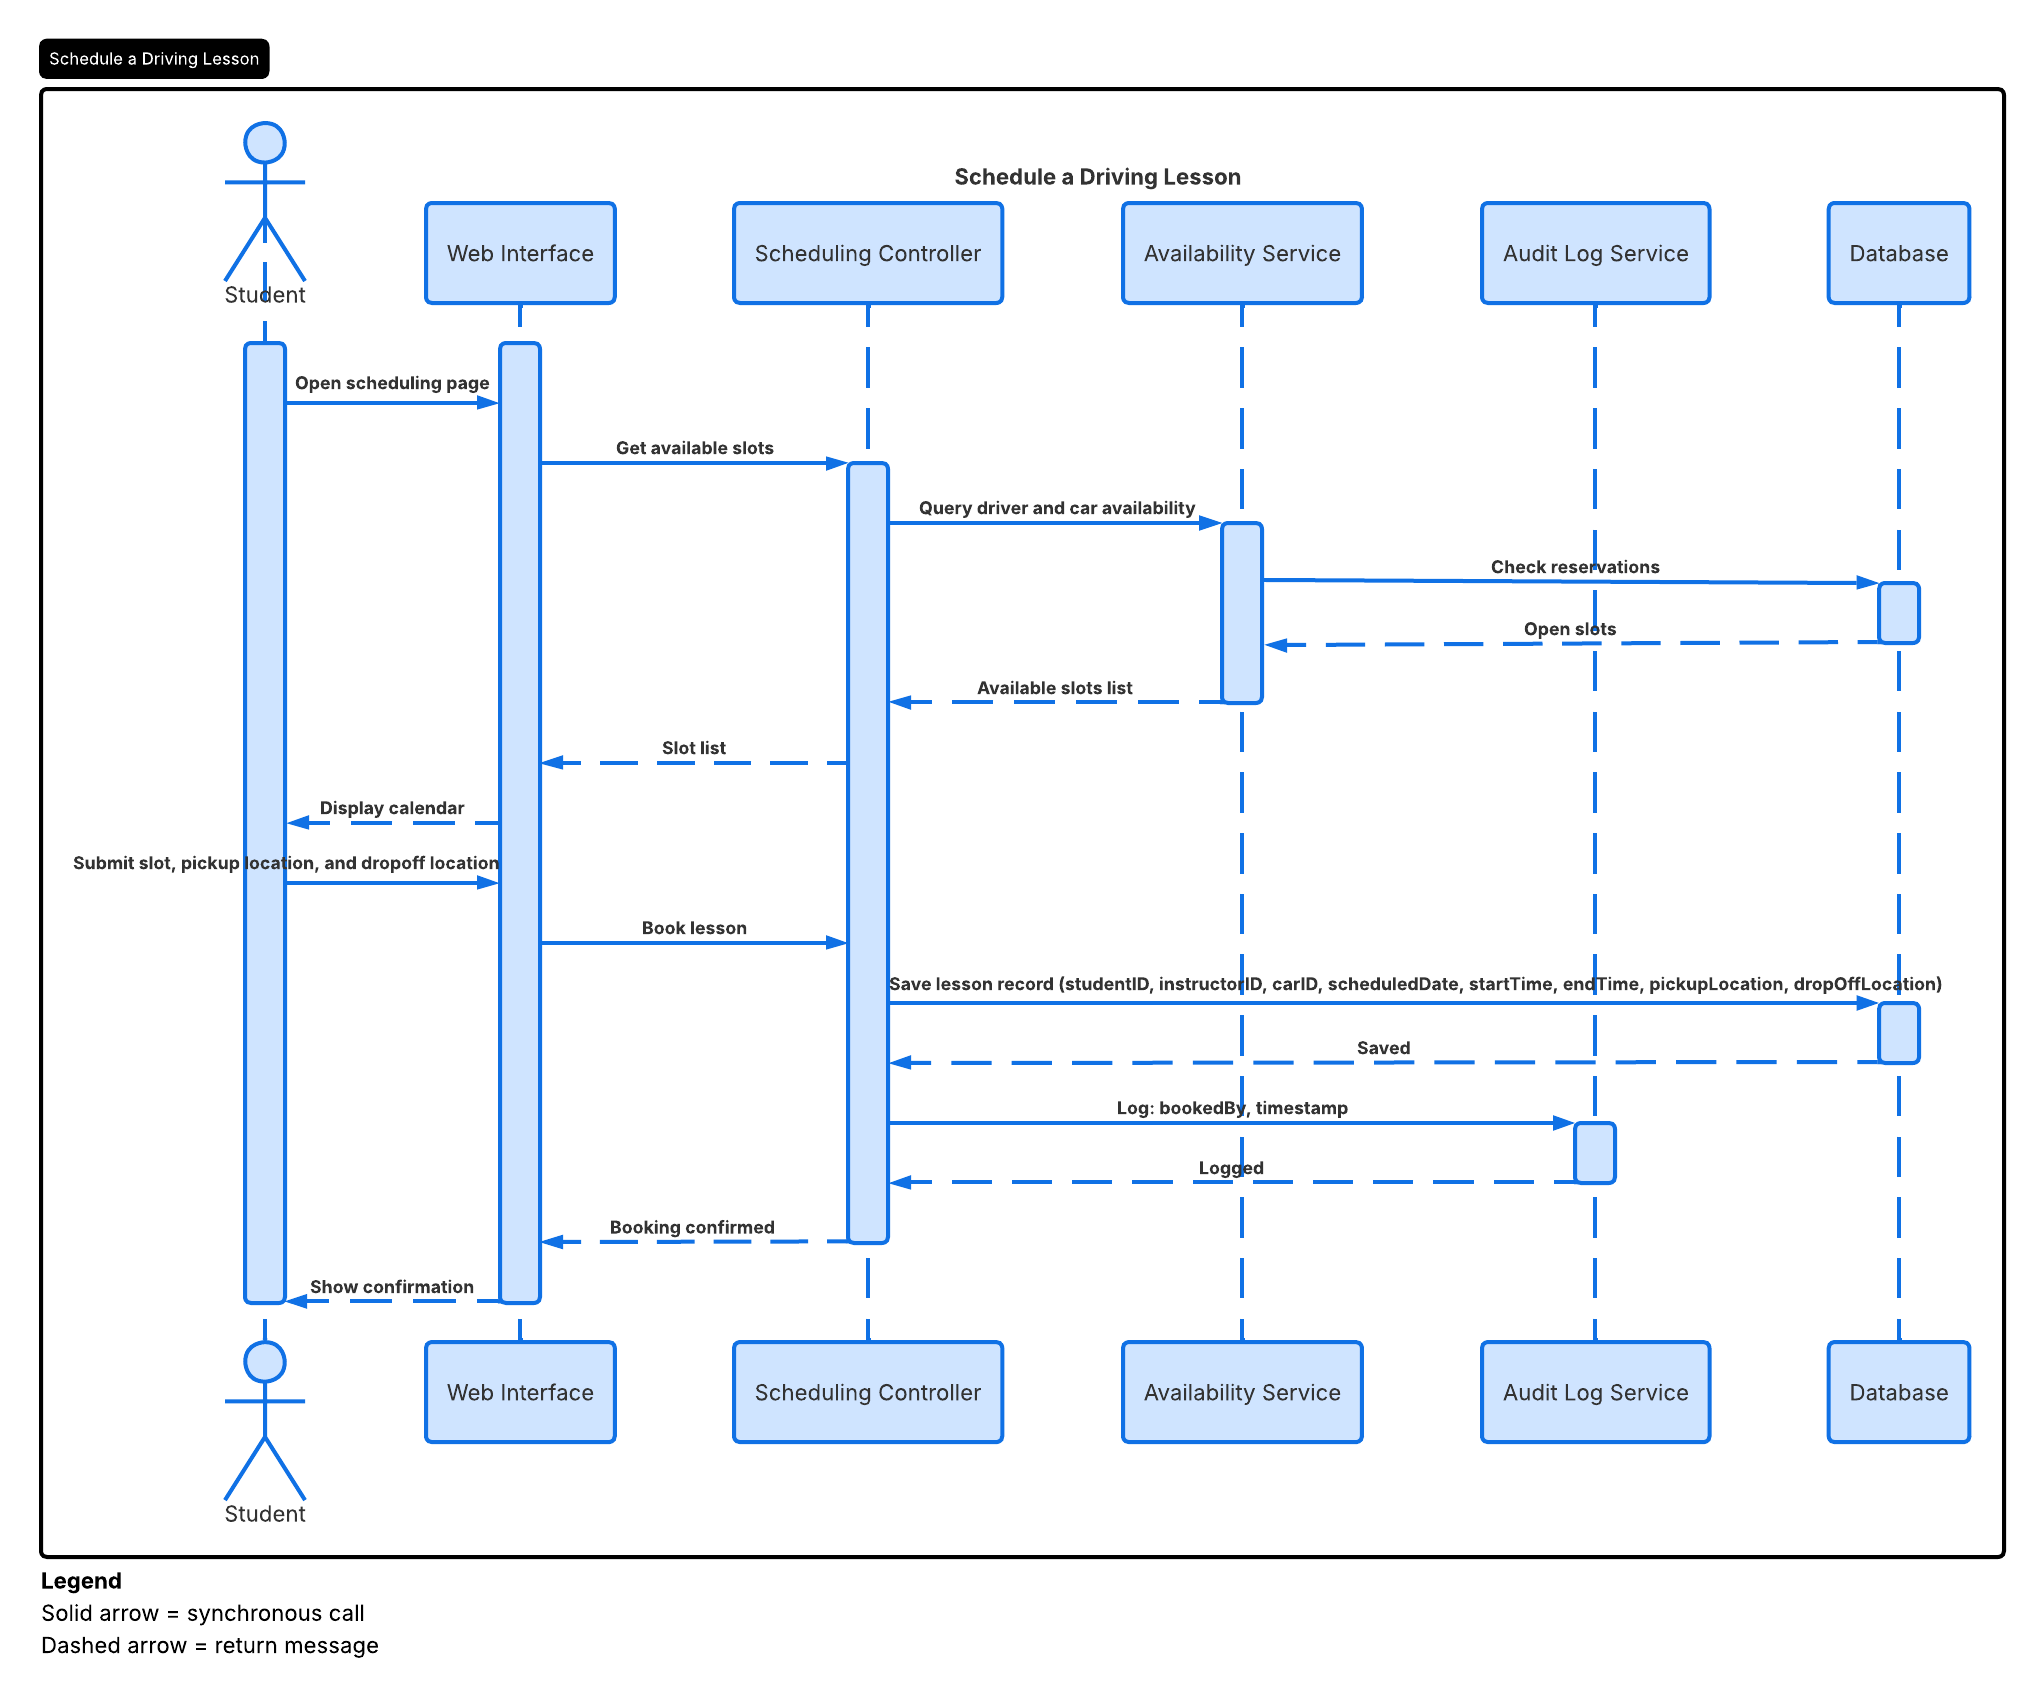 Schedule a Driving Lesson
Schedule a Driving Lesson
Student
Web Interface
Scheduling Controller
Availability Service
Audit Log Service
Database
Open scheduling page
Get available slots
Query driver and car availability
Check reservations
Open slots
Available slots list
Slot list
Display calendar
Submit slot, pickup location, and dropoff location
Book lesson
Save lesson record (studentID, instructorID, carID, scheduledDate, startTime, endTime, pickupLocation, dropOffLocation)
Saved
Log: bookedBy, timestamp
Logged
Booking confirmed
Show confirmation
Web Interface
Scheduling Controller
Availability Service
Audit Log Service
Database
Student
Legend
Solid arrow = synchronous call
Dashed arrow = return message